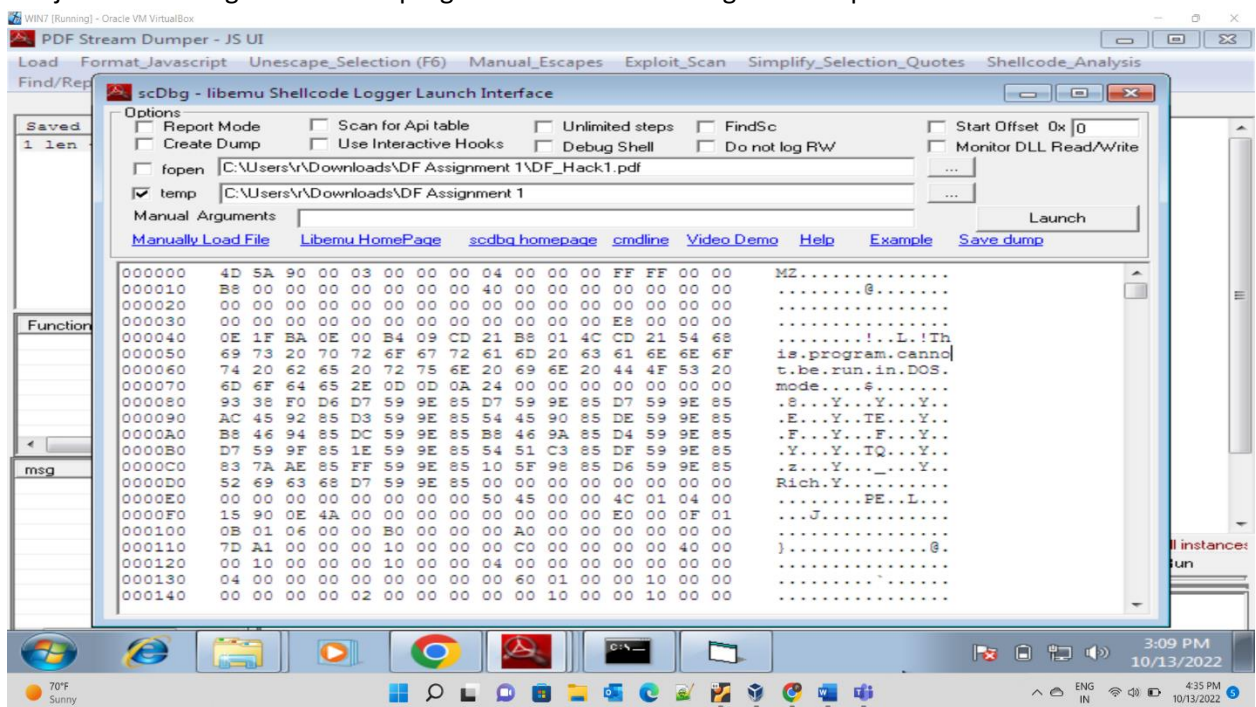 WIN7 [Running] - Oracle VM VirtualBox
PDF Stream Dumper - JS UI
Load Format_Javascript Unescape_Selection (F6) Manual_Escapes Exploit_Scan Simplify_Selection_Quotes Shellcode_Analysis
Find/Rep
scDbg - libemu Shellcode Logger Launch Interface
Options
Report Mode Scan for Api table Unlimited steps FindSc Start Offset 0x 0
Create Dump Use Interactive Hooks Debug Shell Do not log RW Monitor DLL Read/Write
fopen C:\Users\r\Downloads\DF Assignment 1\DF_Hack1.pdf ...
temp C:\Users\r\Downloads\DF Assignment 1 ...
Manual Arguments Launch
Manually Load File Libemu HomePage scdbg homepage cmdline Video Demo Help Example Save dump
Saved
1 len
Function
msg
000000 4D 5A 90 00 03 00 00 00 04 00 00 00 FF FF 00 00 MZ..............
000010 B8 00 00 00 00 00 00 00 40 00 00 00 00 00 00 00 ........@.......
000020 00 00 00 00 00 00 00 00 00 00 00 00 00 00 00 00 ................
000030 00 00 00 00 00 00 00 00 00 00 00 00 E8 00 00 00 ................
000040 0E 1F BA 0E 00 B4 09 CD 21 B8 01 4C CD 21 54 68 ........!..L.!Th
000050 69 73 20 70 72 6F 67 72 61 6D 20 63 61 6E 6E 6F is.program.canno
000060 74 20 62 65 20 72 75 6E 20 69 6E 20 44 4F 53 20 t.be.run.in.DOS.
000070 6D 6F 64 65 2E 0D 0D 0A 24 00 00 00 00 00 00 00 mode....$.......
000080 93 38 F0 D6 D7 59 9E 85 D7 59 9E 85 D7 59 9E 85 .8...Y...Y...Y..
000090 AC 45 92 85 D3 59 9E 85 54 45 90 85 DE 59 9E 85 .E...Y..TE...Y..
0000A0 B8 46 94 85 DC 59 9E 85 B8 46 9A 85 D4 59 9E 85 .F...Y...F...Y..
0000B0 D7 59 9F 85 1E 59 9E 85 54 51 C3 85 DF 59 9E 85 .Y...Y..TQ...Y..
0000C0 83 7A AE 85 FF 59 9E 85 10 5F 98 85 D6 59 9E 85 .z...Y..._...Y..
0000D0 52 69 63 68 D7 59 9E 85 00 00 00 00 00 00 00 00 Rich.Y..........
0000E0 00 00 00 00 00 00 00 00 50 45 00 00 4C 01 04 00 ........PE..L...
0000F0 15 90 0E 4A 00 00 00 00 00 00 00 00 E0 00 0F 01 ...J............
000100 0B 01 06 00 00 B0 00 00 00 A0 00 00 00 00 00 00 ................
000110 7D A1 00 00 00 10 00 00 00 C0 00 00 00 00 40 00 }.............@.
000120 00 10 00 00 00 10 00 00 04 00 00 00 00 00 00 00 ................
000130 04 00 00 00 00 00 00 00 00 60 01 00 00 10 00 00 .........`......
000140 00 00 00 00 02 00 00 00 00 00 10 00 00 10 00 00 ................
ll instances
un
3:09 PM
10/13/2022
70°F
Sunny
ENG
IN
4:35 PM
10/13/2022